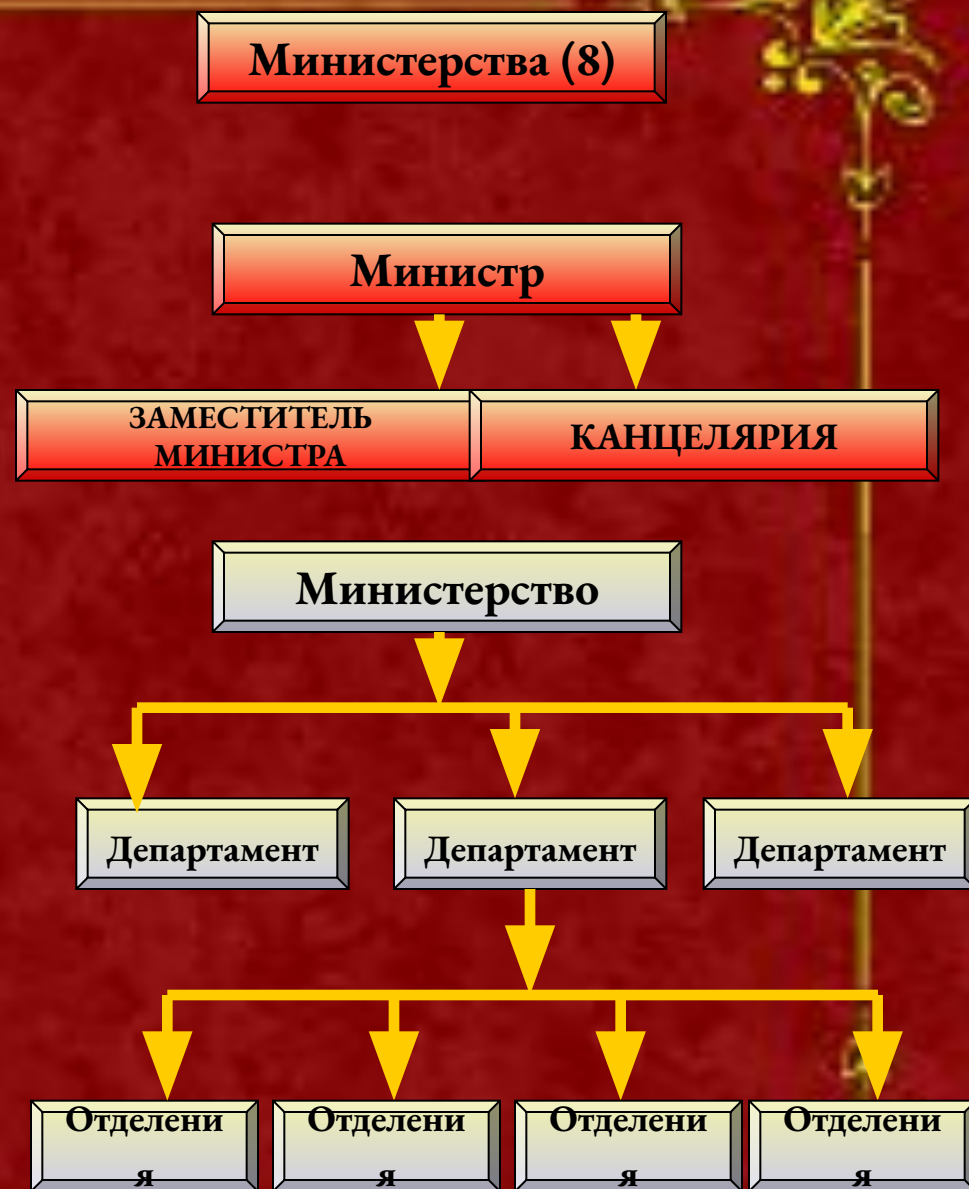 Министерства (8)
Министр
ЗАМЕСТИТЕЛЬ
МИНИСТРА
КАНЦЕЛЯРИЯ
Министерство
Департамент
Департамент
Департамент
Отделени
я
Отделени
я
Отделени
я
Отделени
я